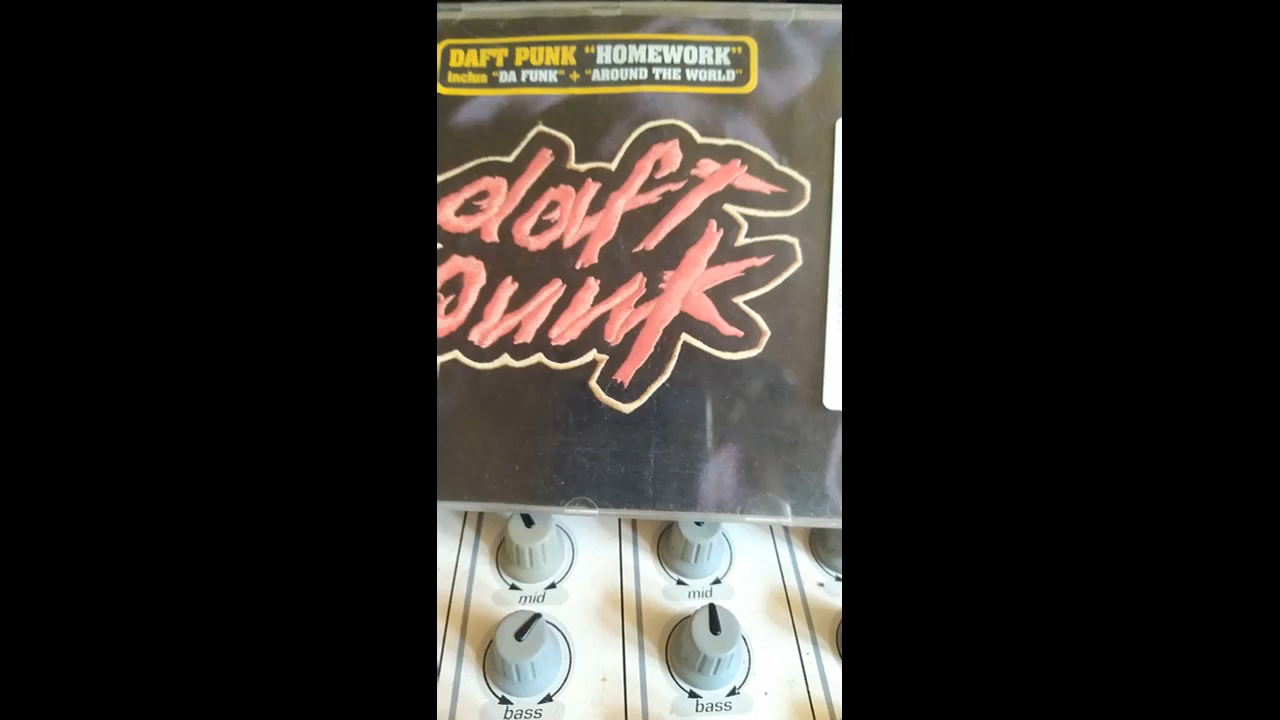 DAFT PUNK "HOMEWORK"
Inclus "DA FUNK" + "AROUND THE WORLD"
daft
punk
mid
mid
bass
bass